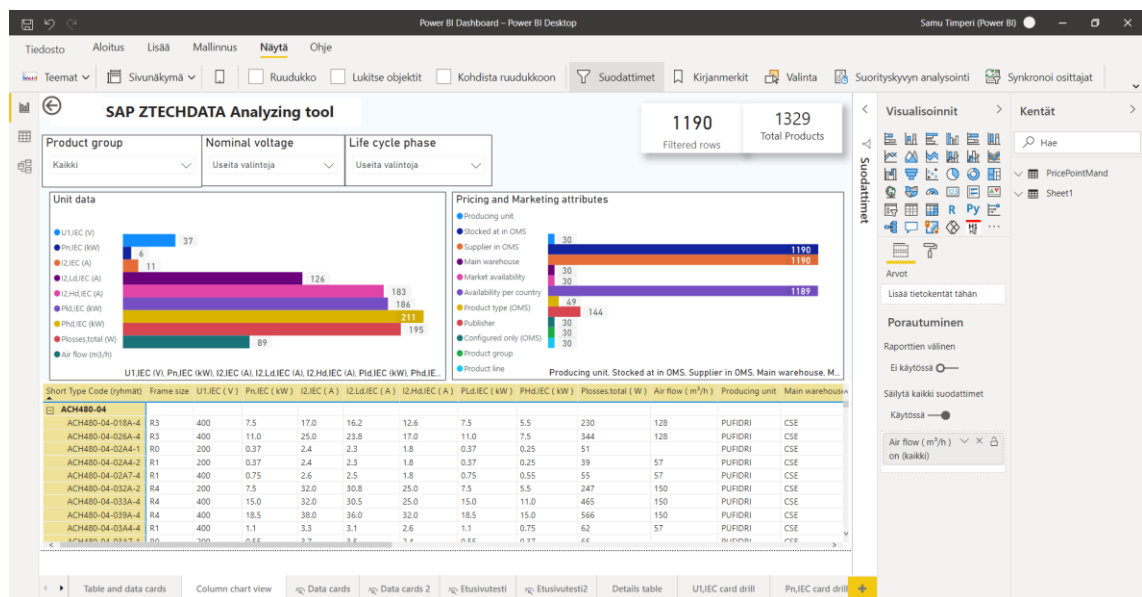 Power BI Dashboard – Power BI Desktop
Samu Timperi (Power BI)
Tiedosto Aloitus Lisää Mallinnus Näytä Ohje
Teemat Sivunäkymä Ruudukko Lukitse objektit Kohdista ruudukkoon Suodattimet Kirjanmerkit Valinta Suorityskyvyn analysointi Synkronoi osittajat
SAP ZTECHDATA Analyzing tool
1190
Filtered rows
1329
Total Products
Product group
Kaikki
Nominal voltage
Useita valintoja
Life cycle phase
Useita valintoja
Unit data
U1,IEC (V)
Pn,IEC (kW)
I2,IEC (A)
I2,Ld,IEC (A)
I2,Hd,IEC (A)
Pld,IEC (kW)
Phd,IEC (kW)
Plosses,total (W)
Air flow (m3/h)
37
6
11
126
183
186
211
195
89
U1,IEC (V), Pn,IEC (kW), I2,IEC (A), I2,Ld,IEC (A), I2,Hd,IEC (A), Pld,IEC (kW), Phd,IE...
Pricing and Marketing attributes
Producing unit
Stocked at in OMS
Supplier in OMS
Main warehouse
Market availability
Availability per country
Product type (OMS)
Publisher
Configured only (OMS)
Product group
Product line
30
1190
1190
30
30
1189
49
144
30
30
30
Producing unit, Stocked at in OMS, Supplier in OMS, Main warehouse, M...
Short Type Code (ryhmät) Frame size U1,IEC ( V ) Pn,IEC ( kW ) I2,IEC ( A ) I2,Ld,IEC ( A ) I2,Hd,IEC ( A ) PLd,IEC ( kW ) PHd,IEC ( kW ) Plosses,total ( W ) Air flow ( m³/h ) Producing unit Main warehouse
ACH480-04
ACH480-04-018A-4 R3 400 7.5 17.0 16.2 12.6 7.5 5.5 230 128 PUFIDRI CSE
ACH480-04-026A-4 R3 400 11.0 25.0 23.8 17.0 11.0 7.5 344 128 PUFIDRI CSE
ACH480-04-02A4-1 R0 200 0.37 2.4 2.3 1.8 0.37 0.25 51 PUFIDRI CSE
ACH480-04-02A4-2 R1 200 0.37 2.4 2.3 1.8 0.37 0.25 39 57 PUFIDRI CSE
ACH480-04-02A7-4 R1 400 0.75 2.6 2.5 1.8 0.75 0.55 55 57 PUFIDRI CSE
ACH480-04-032A-2 R4 200 7.5 32.0 30.8 25.0 7.5 5.5 247 150 PUFIDRI CSE
ACH480-04-033A-4 R4 400 15.0 32.0 30.5 25.0 15.0 11.0 465 150 PUFIDRI CSE
ACH480-04-039A-4 R4 400 18.5 38.0 36.0 32.0 18.5 15.0 566 150 PUFIDRI CSE
ACH480-04-03A4-4 R1 400 1.1 3.3 3.1 2.6 1.1 0.75 62 57 PUFIDRI CSE
ACH480-04-03A7-1 R0 200 0.55 3.7 3.5 2.4 0.55 0.37 65 PUFIDRI CSE
Table and data cards Column chart view Data cards Data cards 2 Etusivutesti Etusivutesti2 Details table U1,IEC card drill Pn,IEC card drill
Suodattimet
Visualisoinnit
R Py
Arvot
Lisää tietokentät tähän
Porautuminen
Raporttien välinen
Ei käytössä
Säilytä kaikki suodattimet
Käytössä
Air flow ( m³/h )
on (kaikki)
Kentät
Hae
PricePointMand
Sheet1